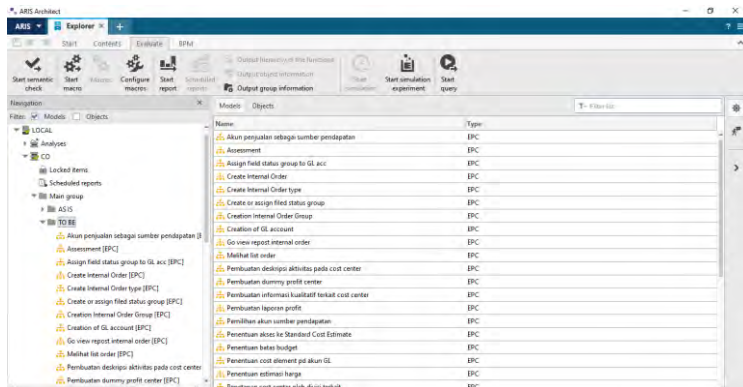 ARIS Architect
ARIS Explorer × +
Start Contents Evaluate BPM
Start semantic check
Start macro
Configure macros
Start report
Scheduled reports
Output hierarchy of the functions
Output group information
Start simulation experiment
Start query
Navigation
Filter: Models Objects
LOCAL
Analyses
CO
Locked items
Scheduled reports
Main group
AS IS
TO BE
Akun penjualan sebagai sumber pendapatan [E
Assessment [EPC]
Assign field status group to GL acc [EPC]
Create Internal Order [EPC]
Create Internal Order type [EPC]
Create or assign filed status group [EPC]
Creation Internal Order Group [EPC]
Creation of GL account [EPC]
Go view repost internal order [EPC]
Melihat list order [EPC]
Pembuatan deskripsi aktivitas pada cost center
Pembuatan dummy profit center [EPC]
Models Objects
Name Type
Akun penjualan sebagai sumber pendapatan EPC
Assessment EPC
Assign field status group to GL acc EPC
Create Internal Order EPC
Create Internal Order type EPC
Create or assign filed status group EPC
Creation Internal Order Group EPC
Creation of GL account EPC
Go view repost internal order EPC
Melihat list order EPC
Pembuatan deskripsi aktivitas pada cost center EPC
Pembuatan dummy profit center EPC
Pembuatan informasi kualitatif terkait cost center EPC
Pembuatan laporan profit EPC
Pemilihan akun sumber pendapatan EPC
Penentuan akses ke Standard Cost Estimate EPC
Penentuan batas budget EPC
Penentuan cost element pd akun GL EPC
Penentuan estimasi harga EPC